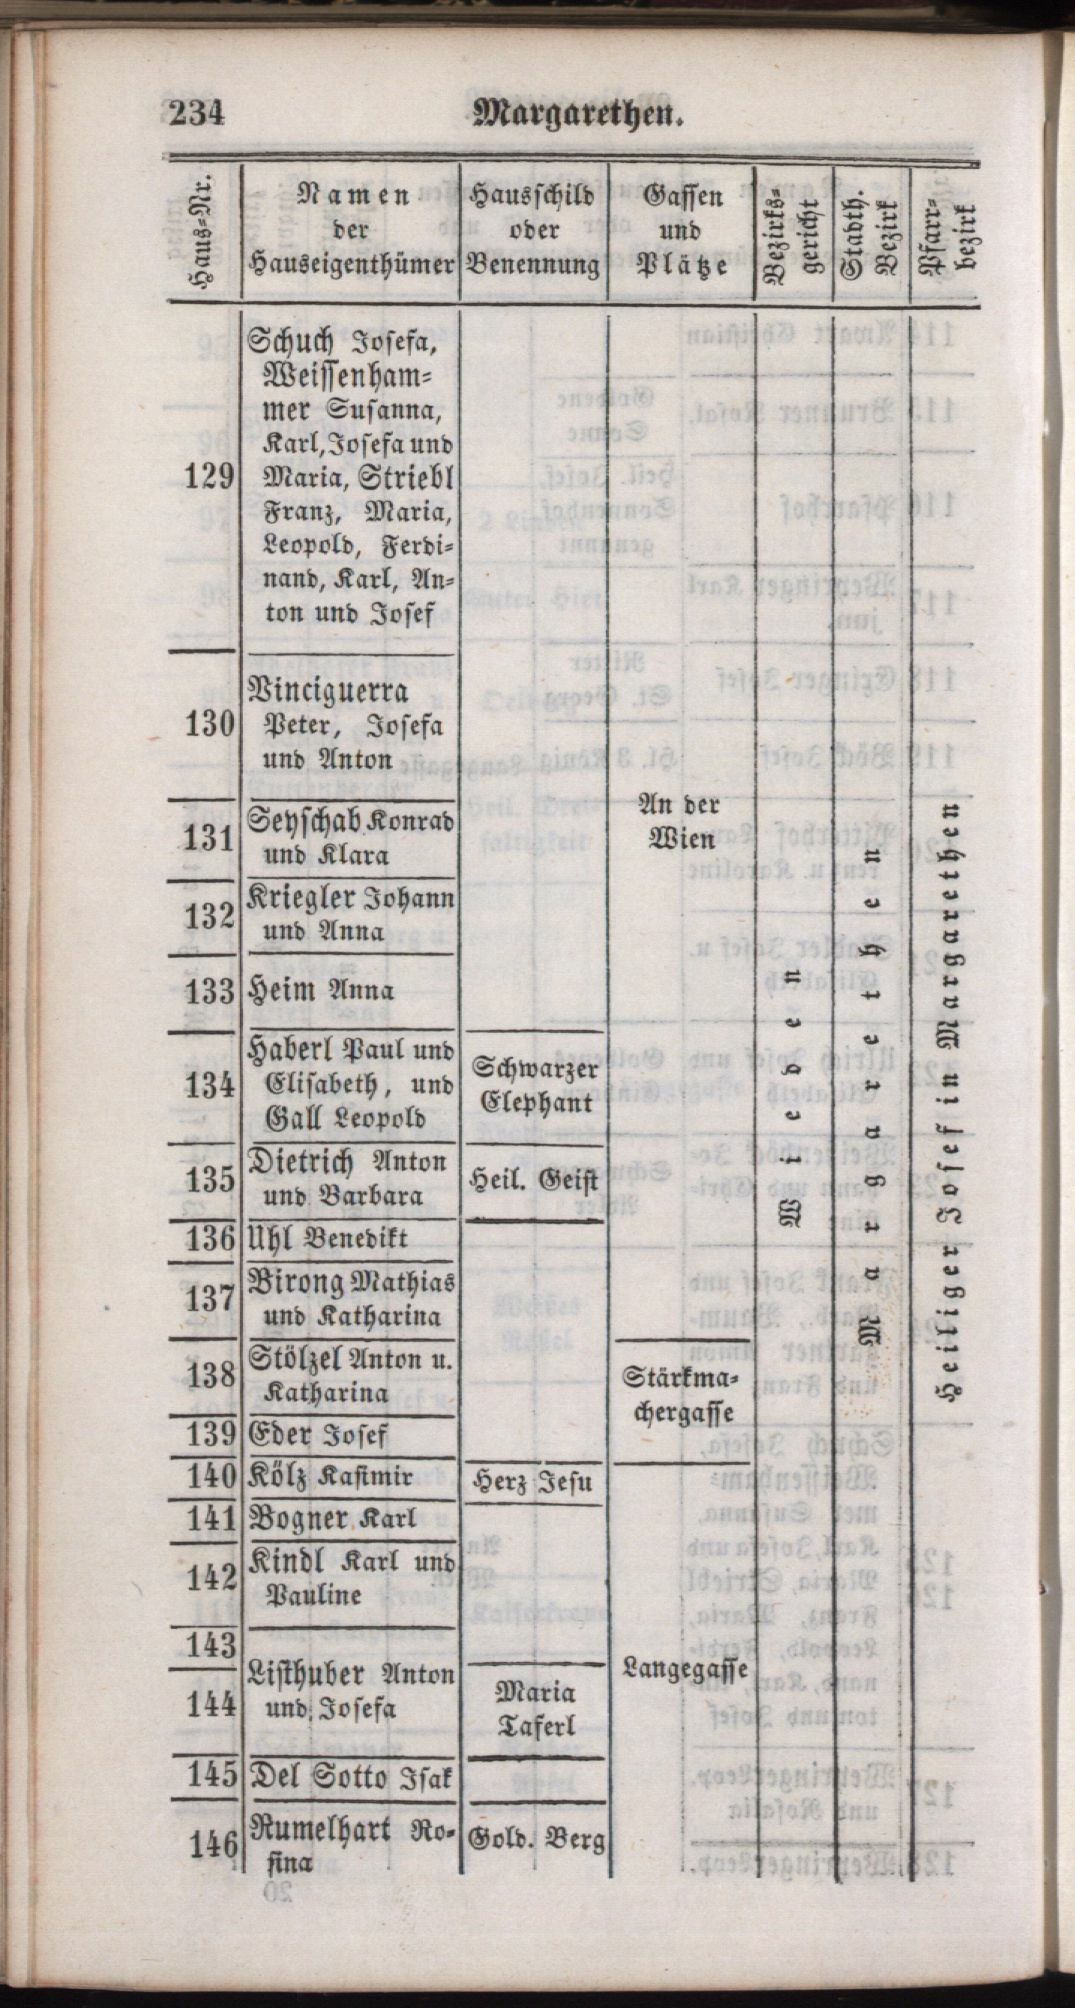 234
Margarethen.
Haus-Nr.
Namen
der
Hauseigenthümer
Hausschild
oder
Benennung
Gassen
und
Plätze
Bezirks-
gericht
Stadth.
Bezirk
Pfarr-
bezirk
129
Schuch Josefa,
Weissenham-
mer Susanna,
Karl, Josefa und
Maria, Striebl
Franz, Maria,
Leopold, Ferdi-
nand, Karl, An-
ton und Josef
130
Vinciguerra
Peter, Josefa
und Anton
131
Seyschab Konrad
und Klara
132
Kriegler Johann
und Anna
133
Heim Anna
134
Haberl Paul und
Elisabeth, und
Gall Leopold
Schwarzer
Elephant
135
Dietrich Anton
und Barbara
Heil. Geist
136
Uhl Benedikt
137
Birong Mathias
und Katharina
An der
Wien
138
Stölzel Anton u.
Katharina
139
Eder Josef
Stärkma-
chergasse
140
Kölz Kasimir
Herz Jesu
141
Bogner Karl
142
Kindl Karl und
Pauline
143
144
Listhuber Anton
und Josefa
Maria
Taferl
145
Del Sotto Isak
146
Rumelhart Ro-
sina
Gold. Berg
Langegasse
Wieden
Margarethen
Heiliger Josef in Margarethen